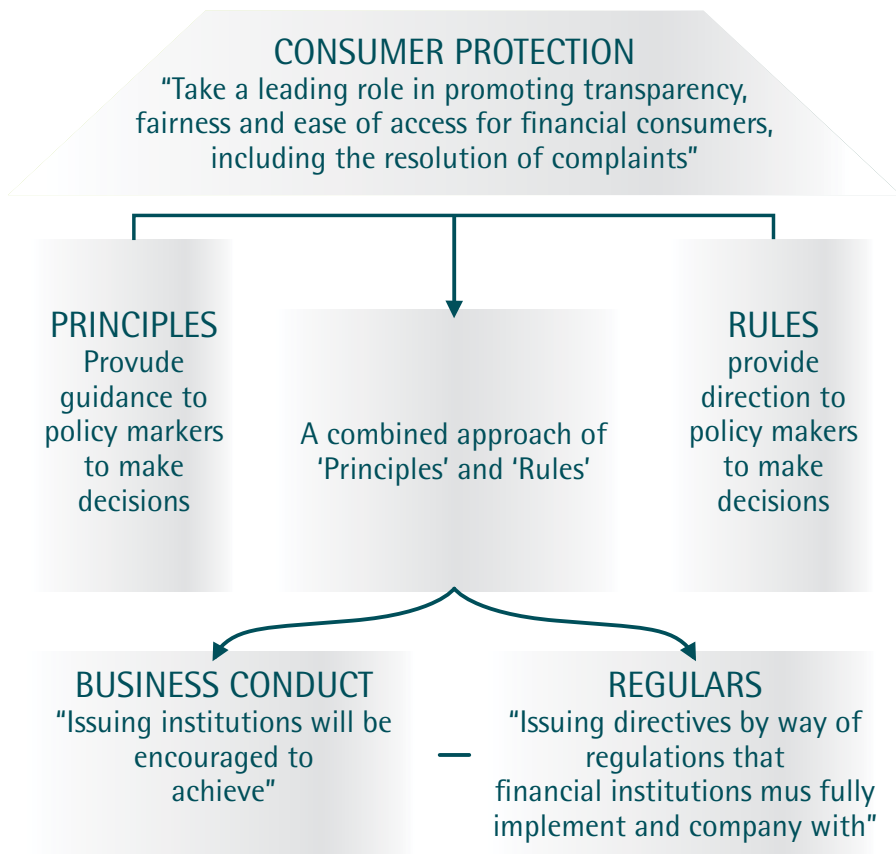 CONSUMER PROTECTION
“Take a leading role in promoting transparency,
fairness and ease of access for financial consumers,
including the resolution of complaints”
PRINCIPLES
Provude
guidance to
policy markers
to make
decisions
A combined approach of
‘Principles’ and ‘Rules’
RULES
provide
direction to
policy makers
to make
decisions
BUSINESS CONDUCT
“Issuing institutions will be
encouraged to
achieve”
–
REGULARS
“Issuing directives by way of
regulations that
financial institutions mus fully
implement and company with”